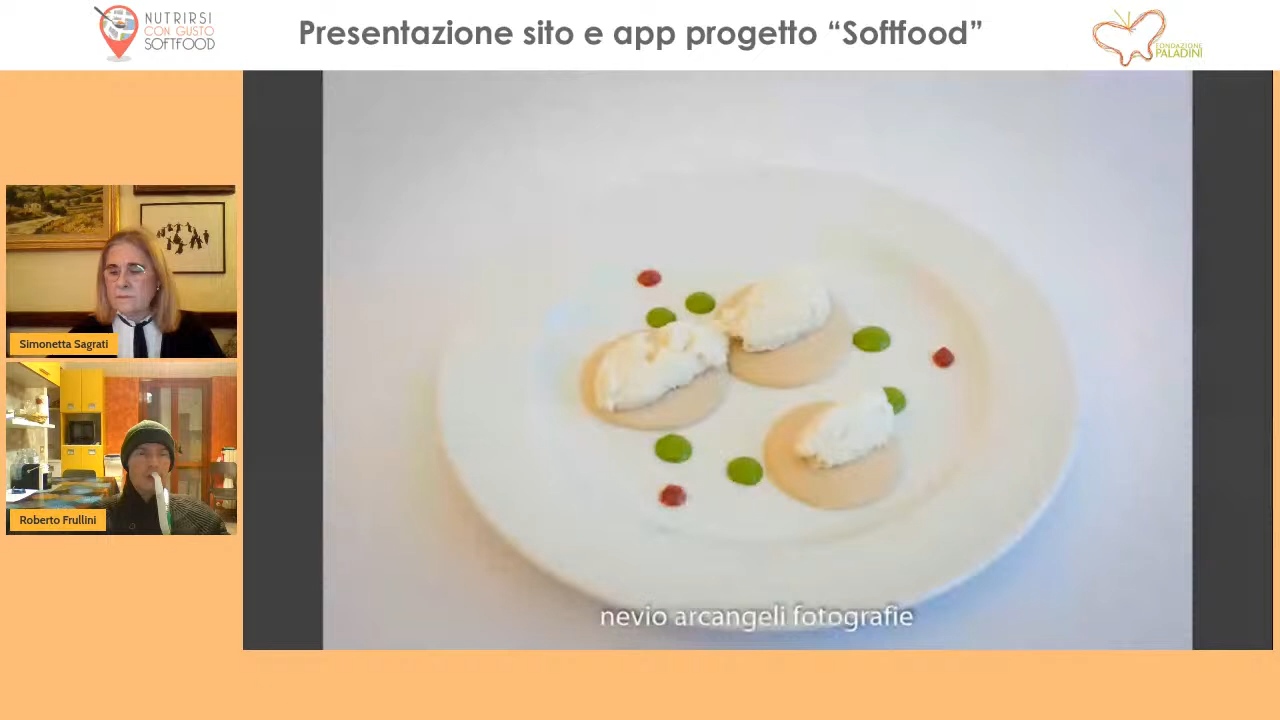 NUTRIRSI
CON GUSTO
SOFTFOOD
Presentazione sito e app progetto “Softfood”
FONDAZIONE
PALADINI
Simonetta Sagrati
Roberto Frullini
nevio arcangeli fotografie